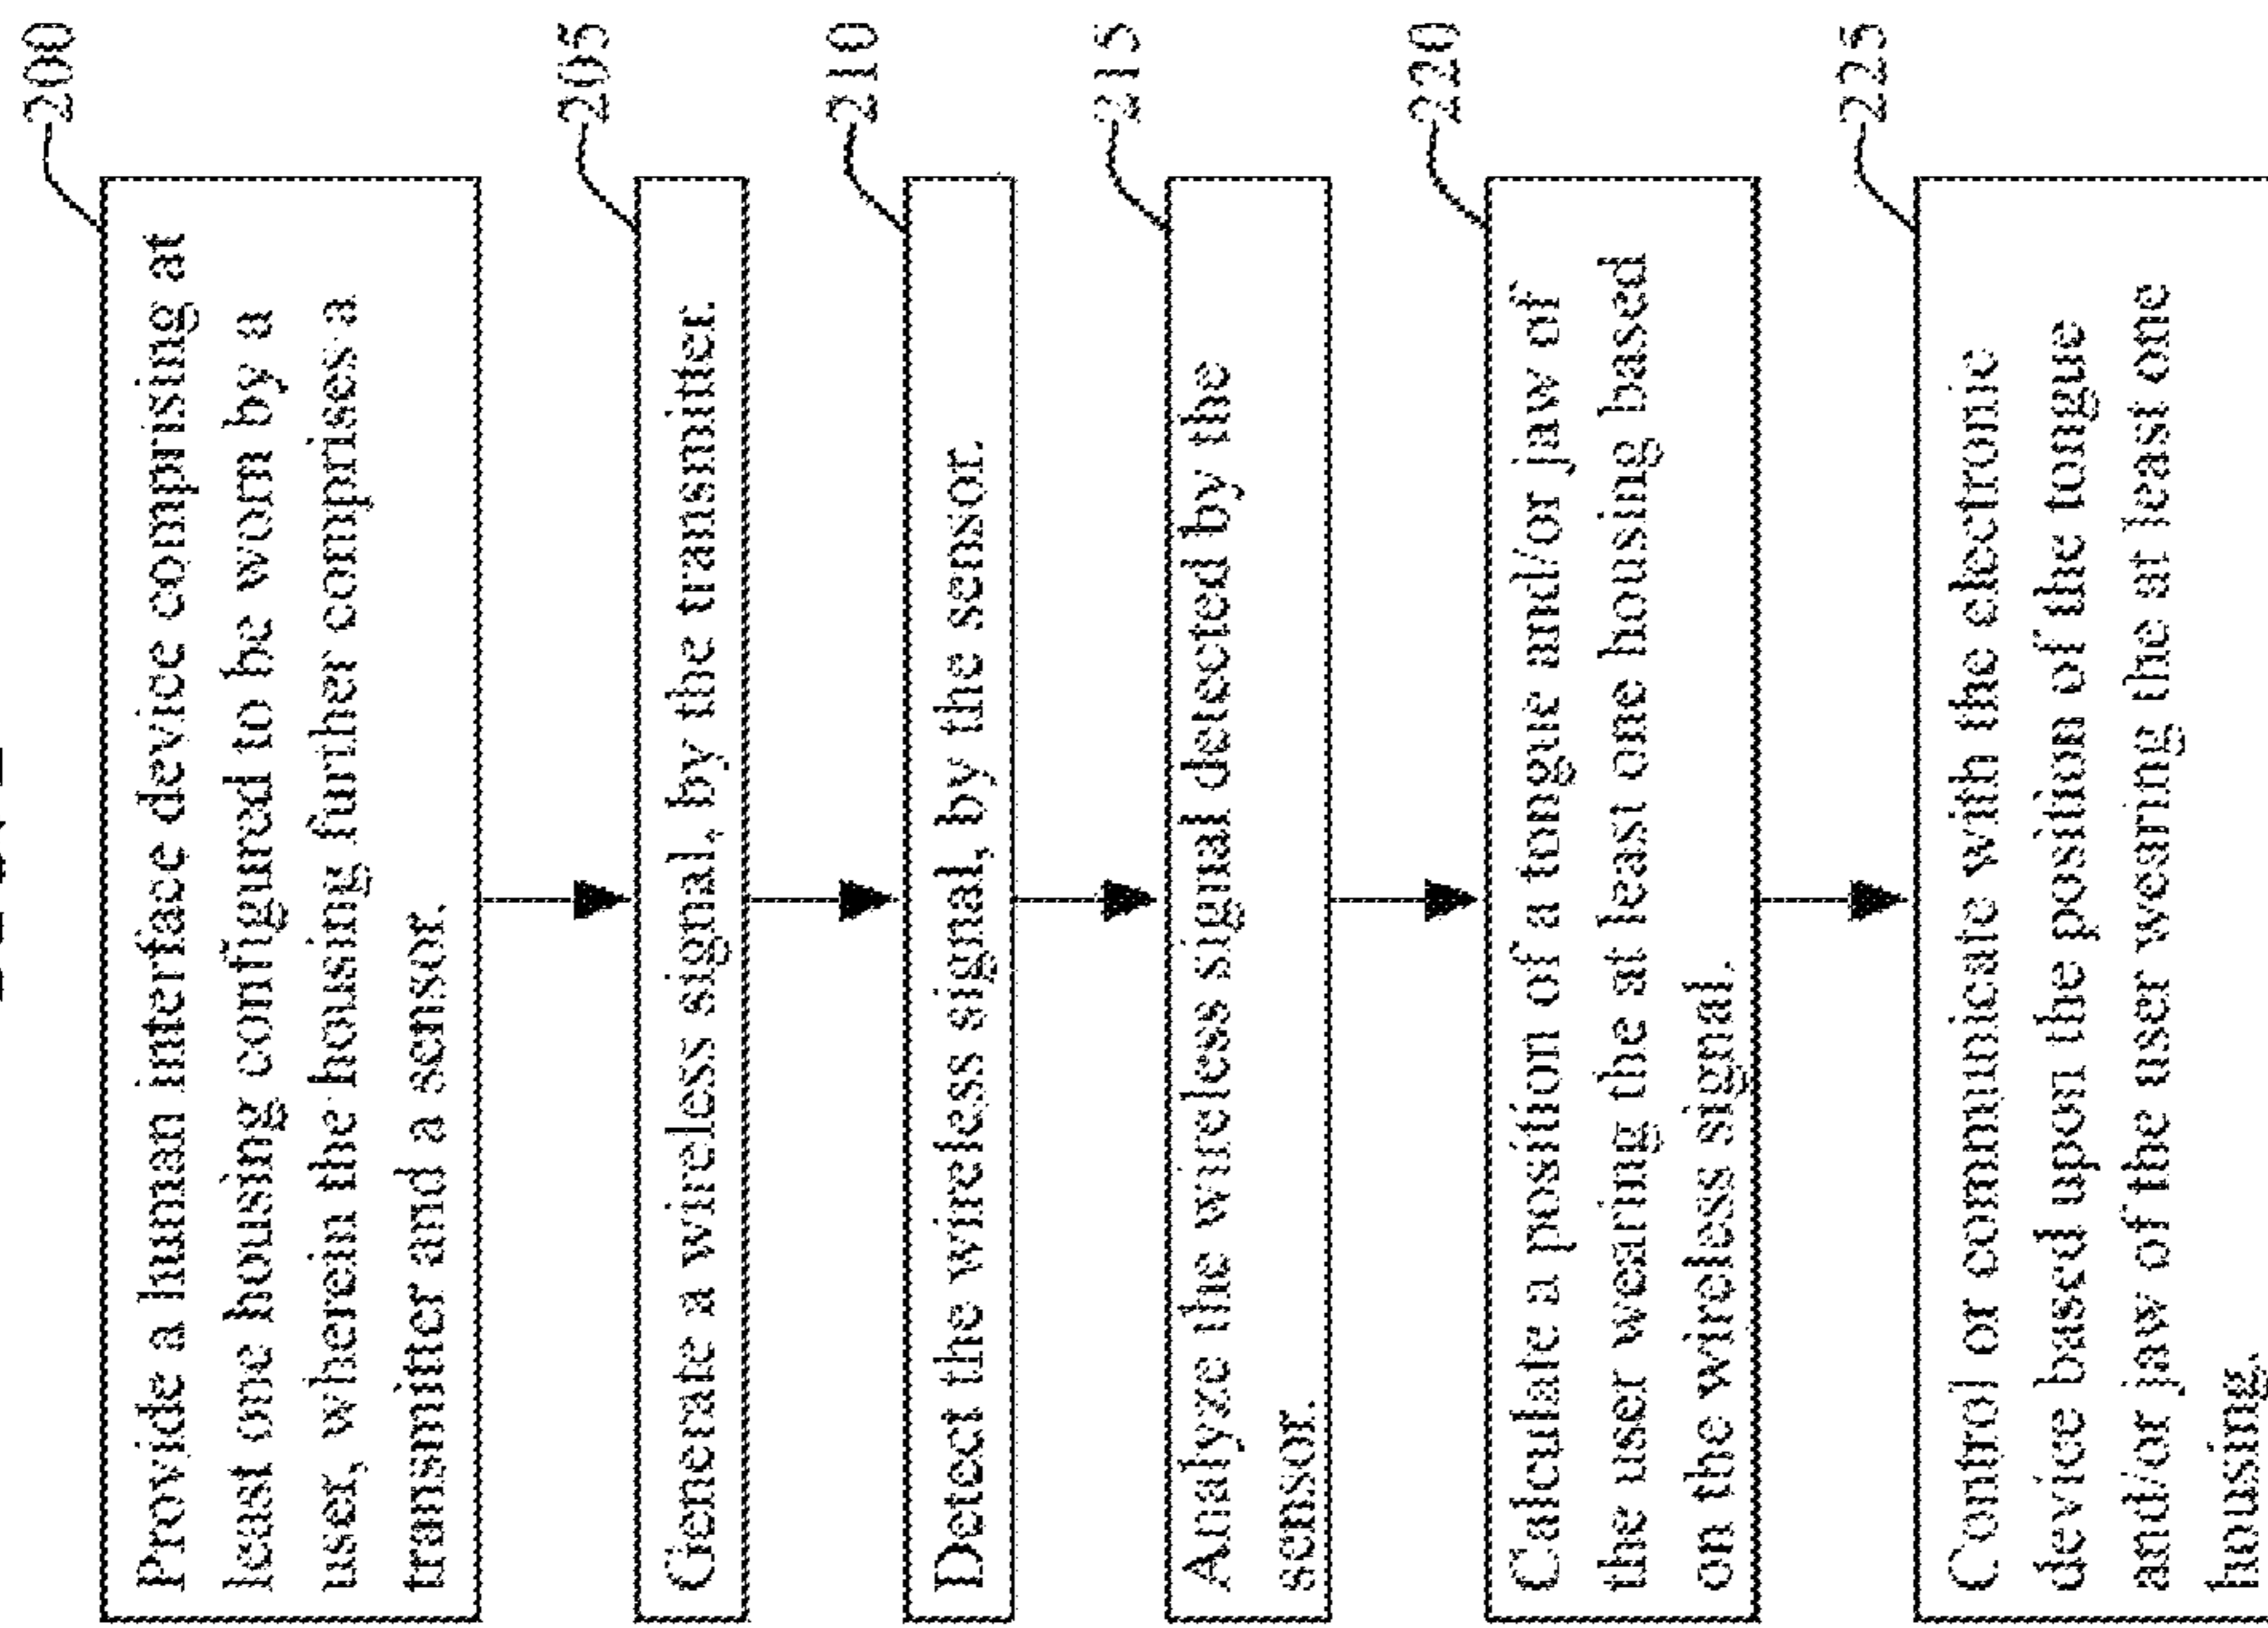 200
Provide a human interface device comprising at
least one housing configured to be worn by a
user, wherein the housing further comprises a
transmitter and a sensor.
205
Generate a wireless signal, by the transmitter.
210
Detect the wireless signal, by the sensor.
215
Analyze the wireless signal detected by the
sensor.
220
Calculate a position of a tongue and/or jaw of
the user wearing the at least one housing based
on the wireless signal.
225
Control or communicate with the electronic
device based upon the position of the tongue
and/or jaw of the user wearing the at least one
housing.